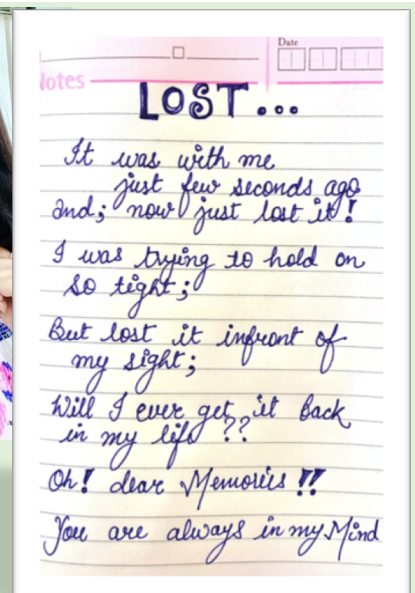 Date
Notes
LOST...
It was with me
just few seconds ago
and; now just lost it!
I was trying to hold on
so tight;
But lost it infront of
my sight;
Will I ever get it back
in my life ??
Oh! dear Memories !!
You are always in my Mind